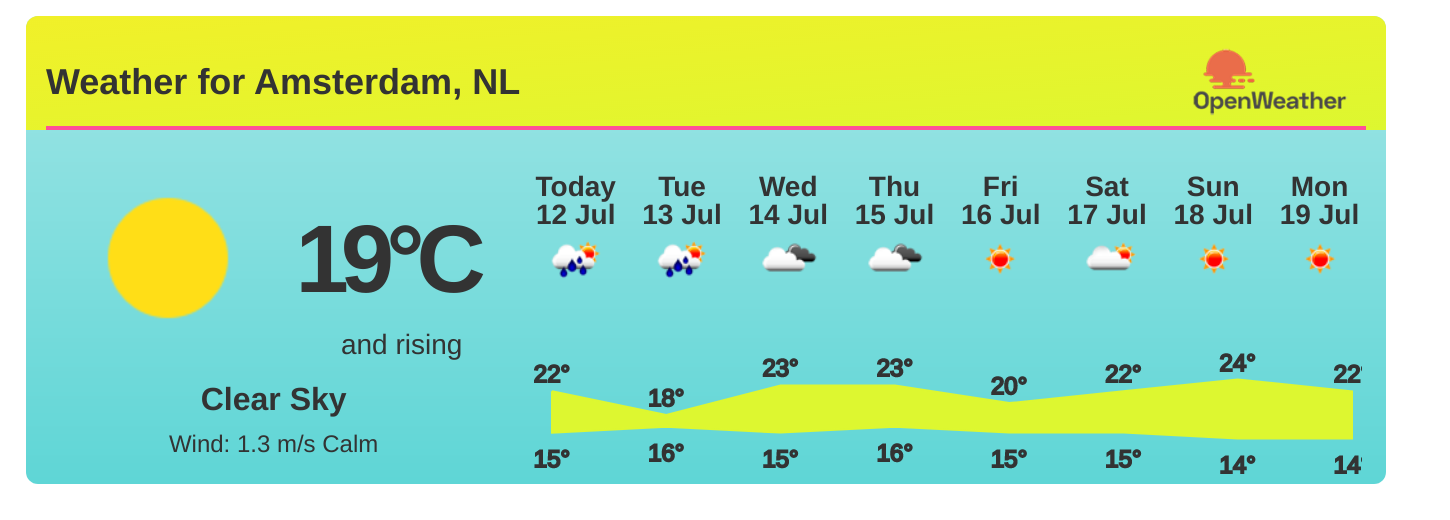 Weather for Amsterdam, NL
OpenWeather
Today Tue Wed Thu Fri Sat Sun Mon
12 Jul 13 Jul 14 Jul 15 Jul 16 Jul 17 Jul 18 Jul 19 Jul
19°C
and rising
Clear Sky
Wind: 1.3 m/s Calm
22° 18° 23° 23° 20° 22° 24° 22°
15° 16° 15° 16° 15° 15° 14° 14°